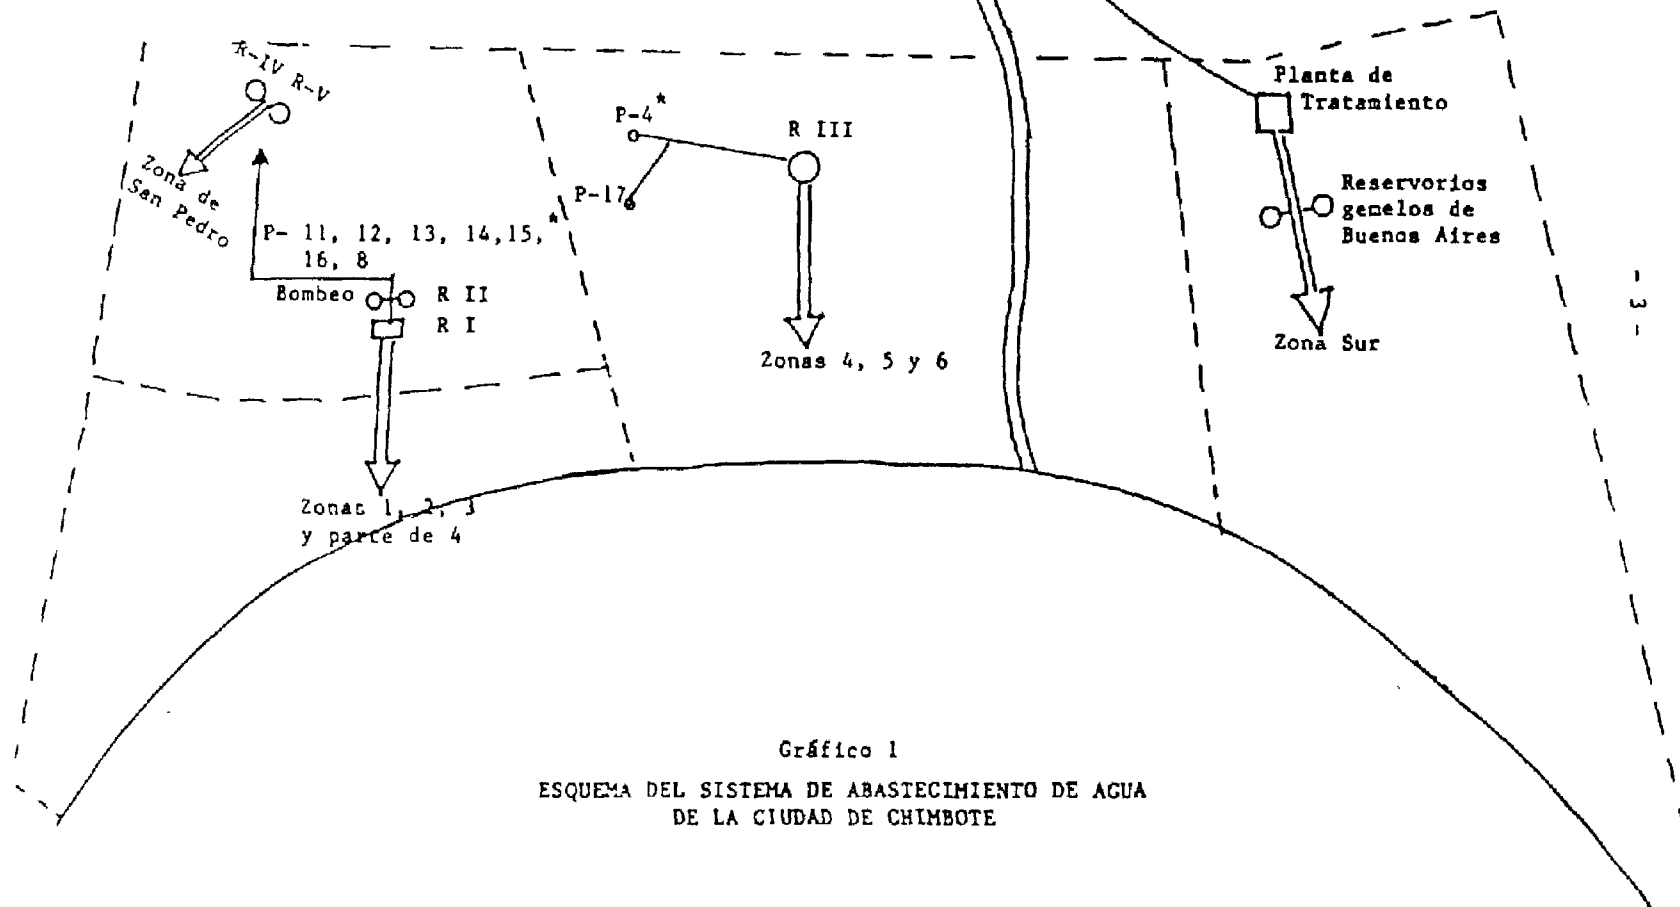 R-IV R-V
Zona de
San Pedro
P- 11, 12, 13, 14,15,*
16, 8
Bombeo
R II
R I
Zonas 1, 2, 3
y parte de 4
P-4*
P-17
R III
Zonas 4, 5 y 6
Planta de
Tratamiento
Reservorios
gemelos de
Buenos Aires
Zona Sur
- 3 -
Gráfico 1
ESQUEMA DEL SISTEMA DE ABASTECIMIENTO DE AGUA
DE LA CIUDAD DE CHIMBOTE